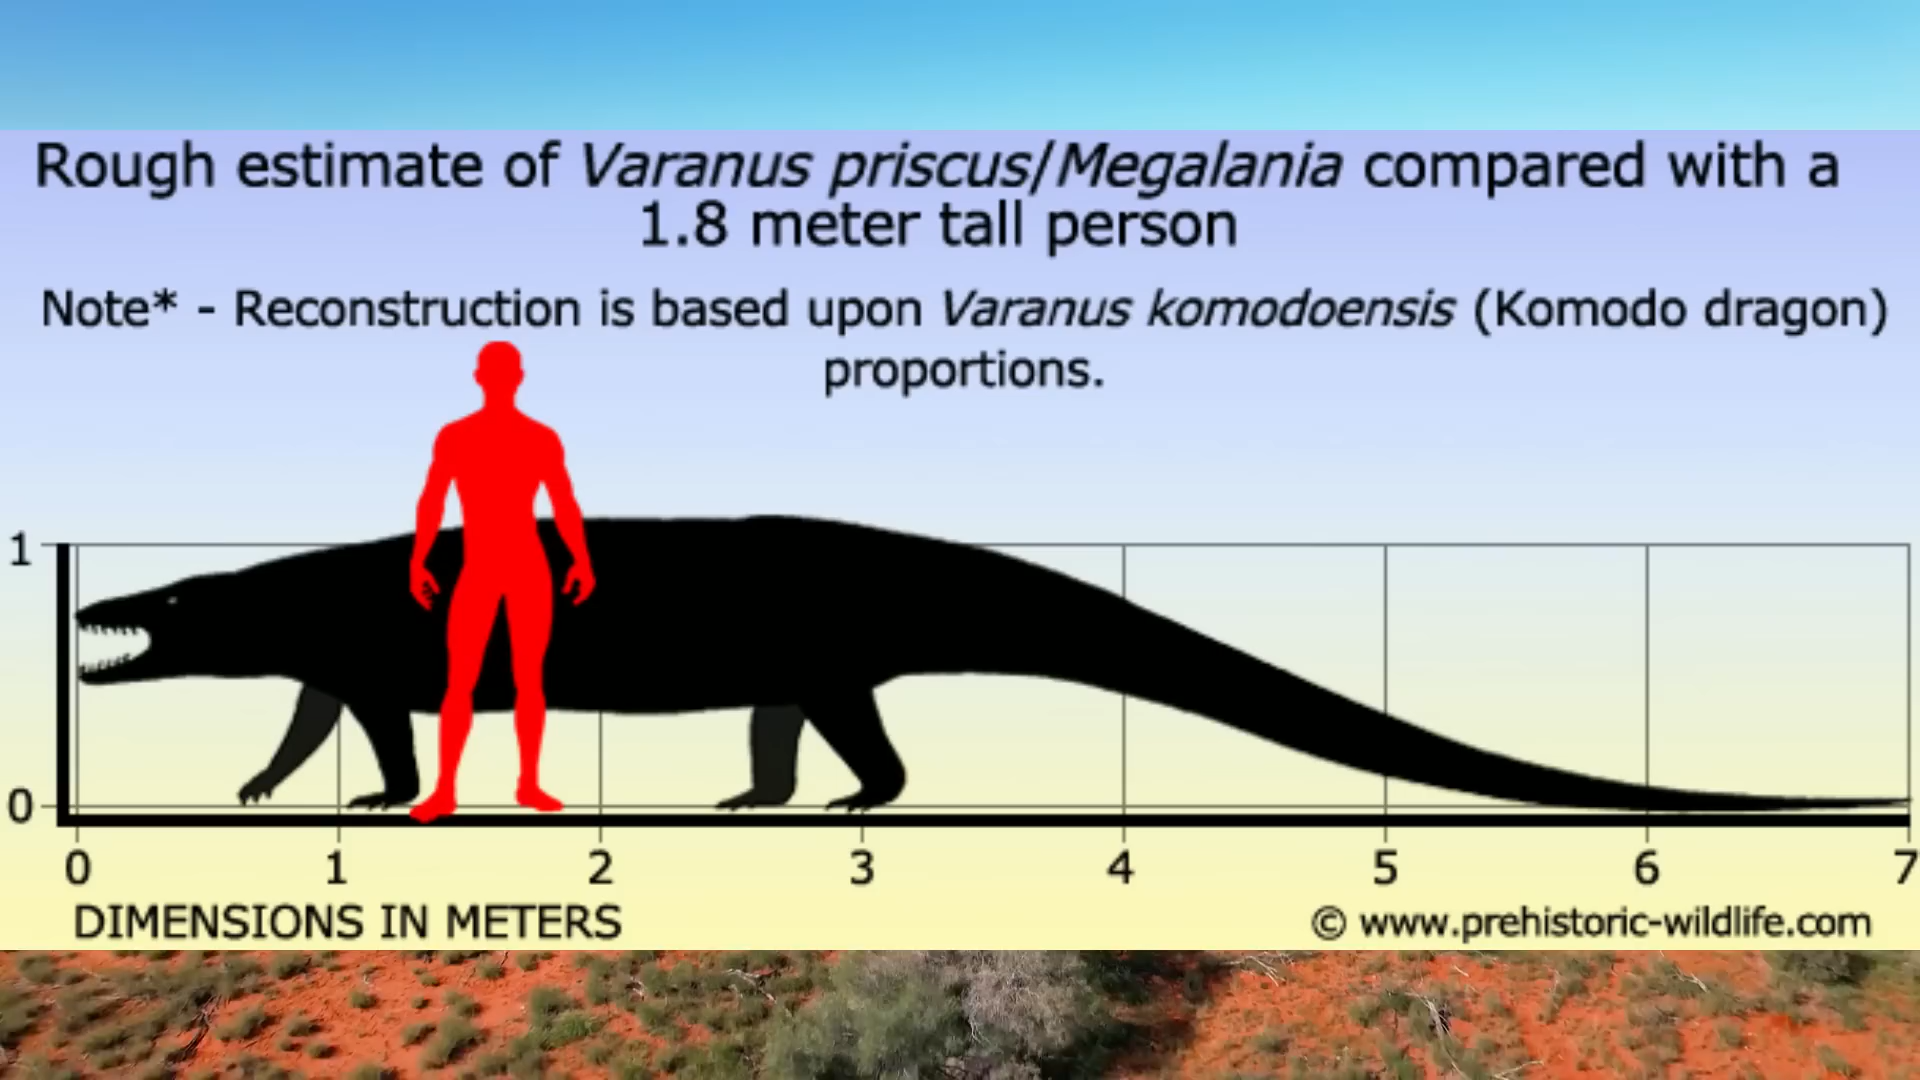 Rough estimate of Varanus priscus/Megalania compared with a
1.8 meter tall person
Note* - Reconstruction is based upon Varanus komodoensis (Komodo dragon)
proportions.
1
0
0 1 2 3 4 5 6 7
DIMENSIONS IN METERS
© www.prehistoric-wildlife.com